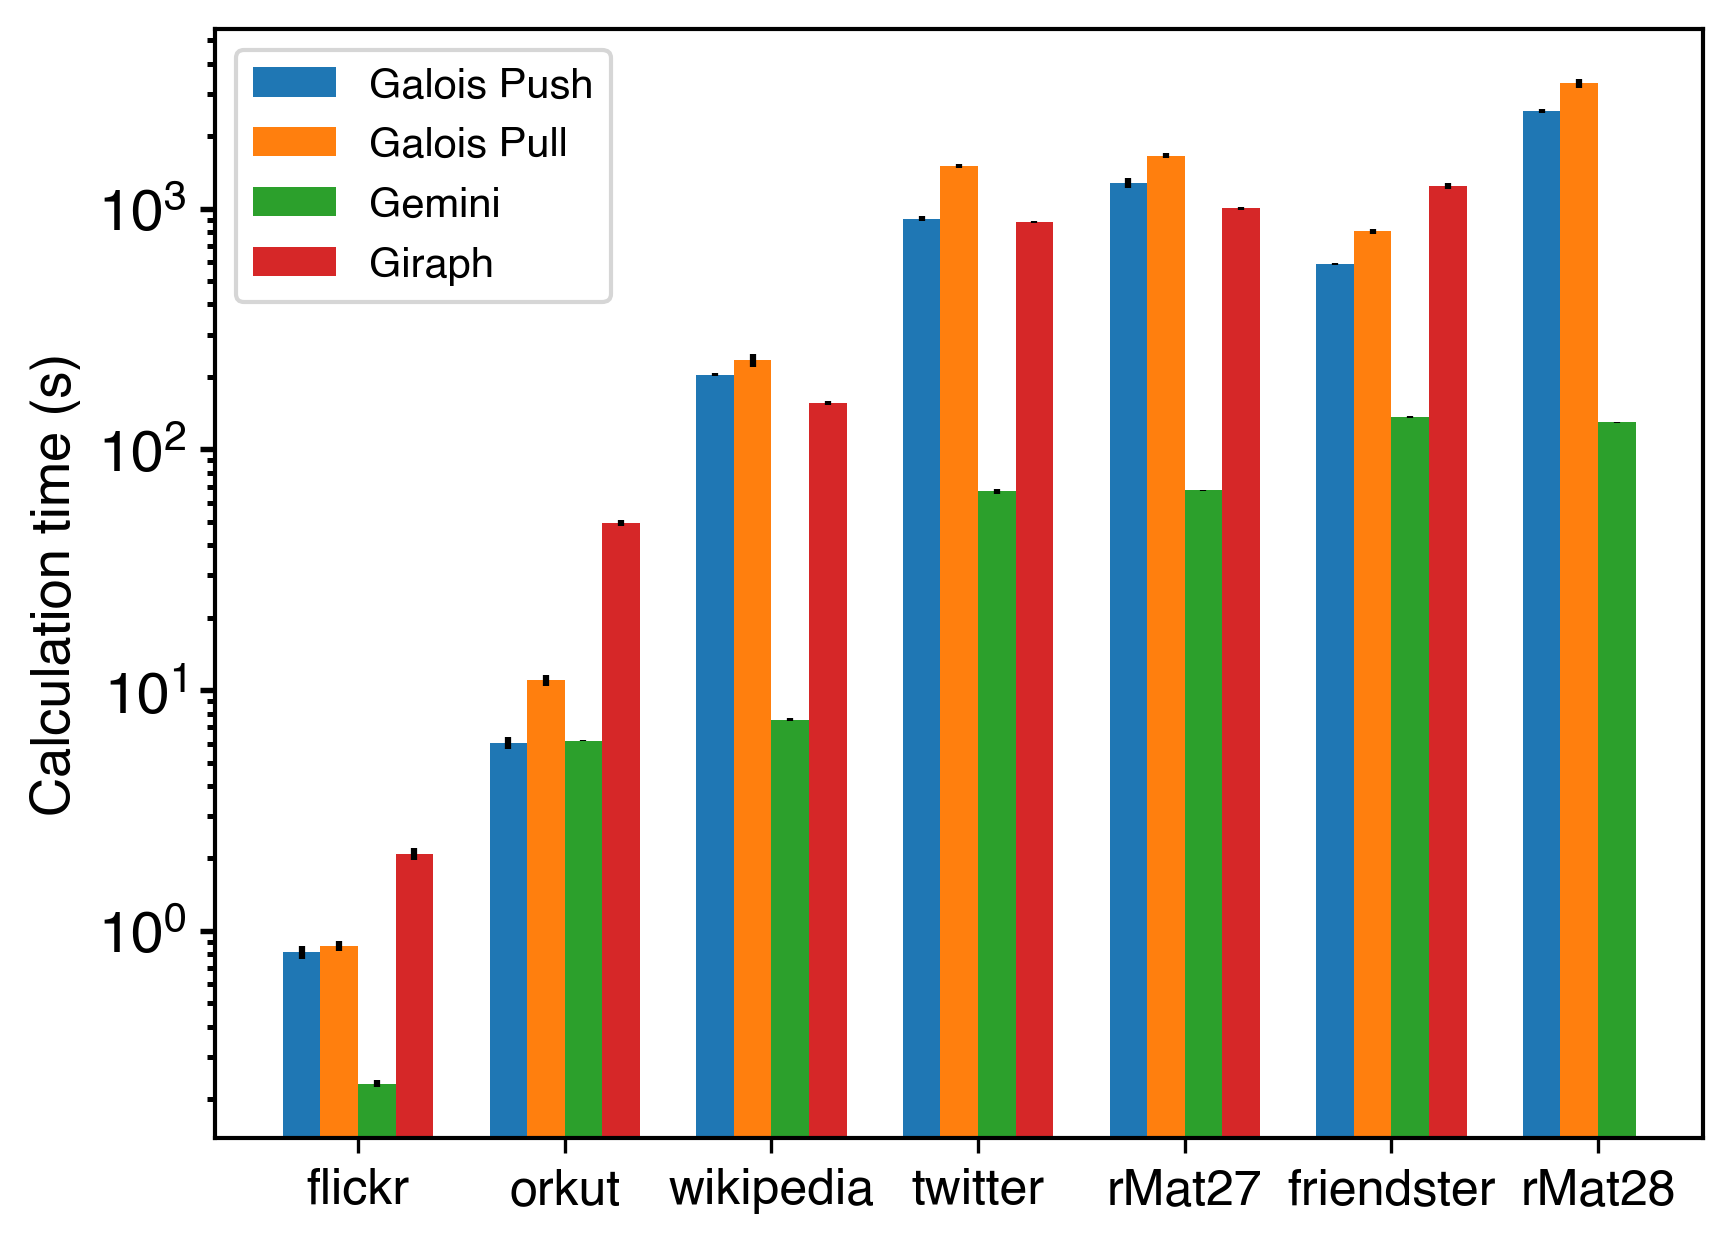 Galois Push
Galois Pull
Gemini
Giraph
Calculation time (s)
10³
10²
10¹
10⁰
flickr orkut wikipedia twitter rMat27 friendster rMat28